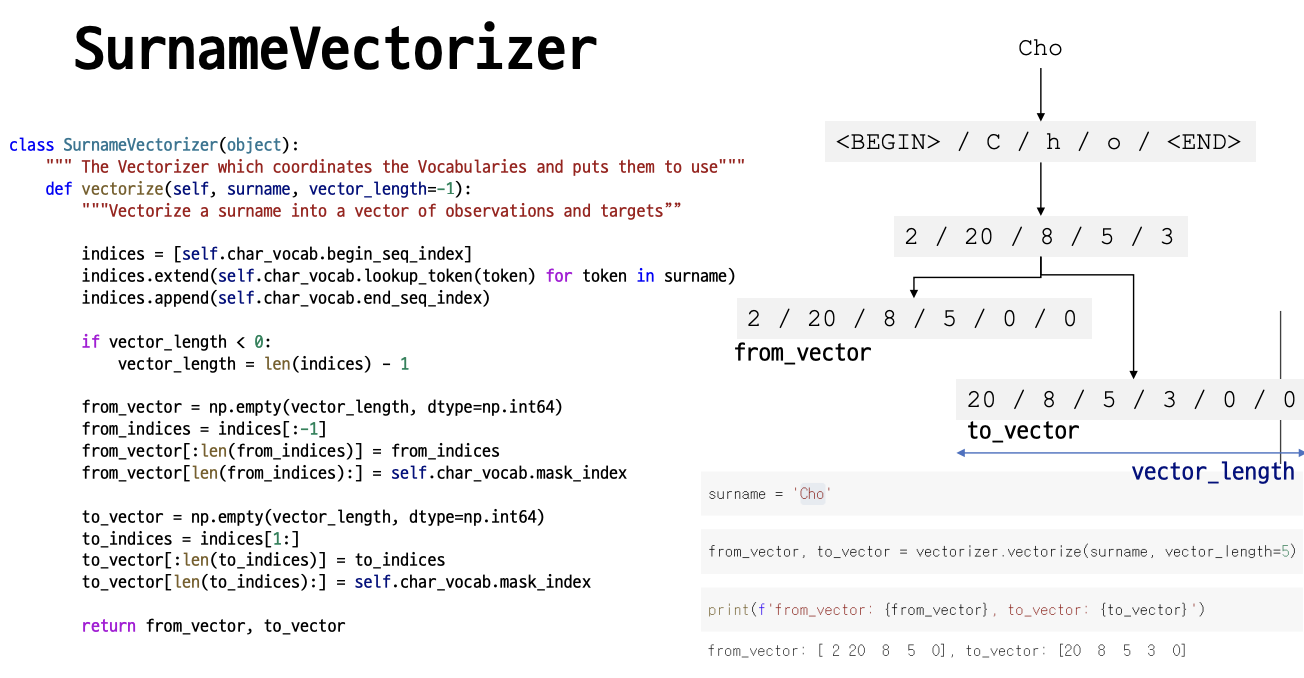 SurnameVectorizer
class SurnameVectorizer(object):
""" The Vectorizer which coordinates the Vocabularies and puts them to use"""
def vectorize(self, surname, vector_length=-1):
"""Vectorize a surname into a vector of observations and targets””
indices = [self.char_vocab.begin_seq_index]
indices.extend(self.char_vocab.lookup_token(token) for token in surname)
indices.append(self.char_vocab.end_seq_index)
if vector_length < 0:
vector_length = len(indices) - 1
from_vector = np.empty(vector_length, dtype=np.int64)
from_indices = indices[:-1]
from_vector[:len(from_indices)] = from_indices
from_vector[len(from_indices):] = self.char_vocab.mask_index
to_vector = np.empty(vector_length, dtype=np.int64)
to_indices = indices[1:]
to_vector[:len(to_indices)] = to_indices
to_vector[len(to_indices):] = self.char_vocab.mask_index
return from_vector, to_vector
Cho
<BEGIN> / C / h / o / <END>
2 / 20 / 8 / 5 / 3
2 / 20 / 8 / 5 / 0 / 0
from_vector
20 / 8 / 5 / 3 / 0 / 0
to_vector
vector_length
surname = 'Cho'
from_vector, to_vector = vectorizer.vectorize(surname, vector_length=5)
print(f'from_vector: {from_vector}, to_vector: {to_vector}')
from_vector: [ 2 20  8  5  0], to_vector: [20  8  5  3  0]